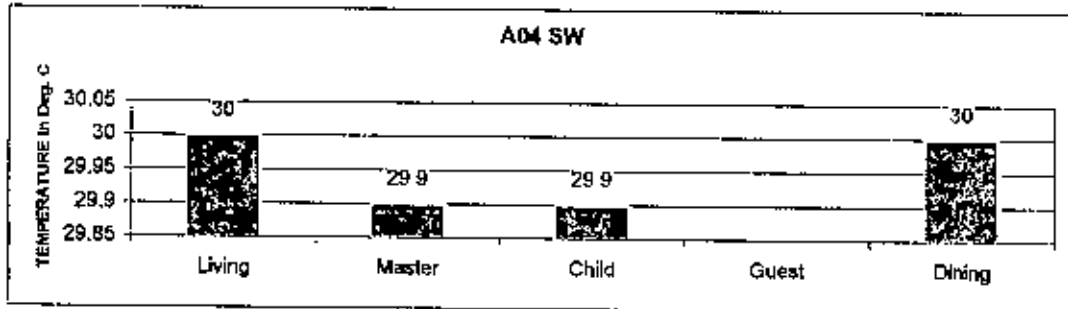 A04 SW
TEMPERATURE in Deg. C
30.05
30
29.95
29.9
29.85
30
29 9
29 9
30
Living
Master
Child
Guest
Dining